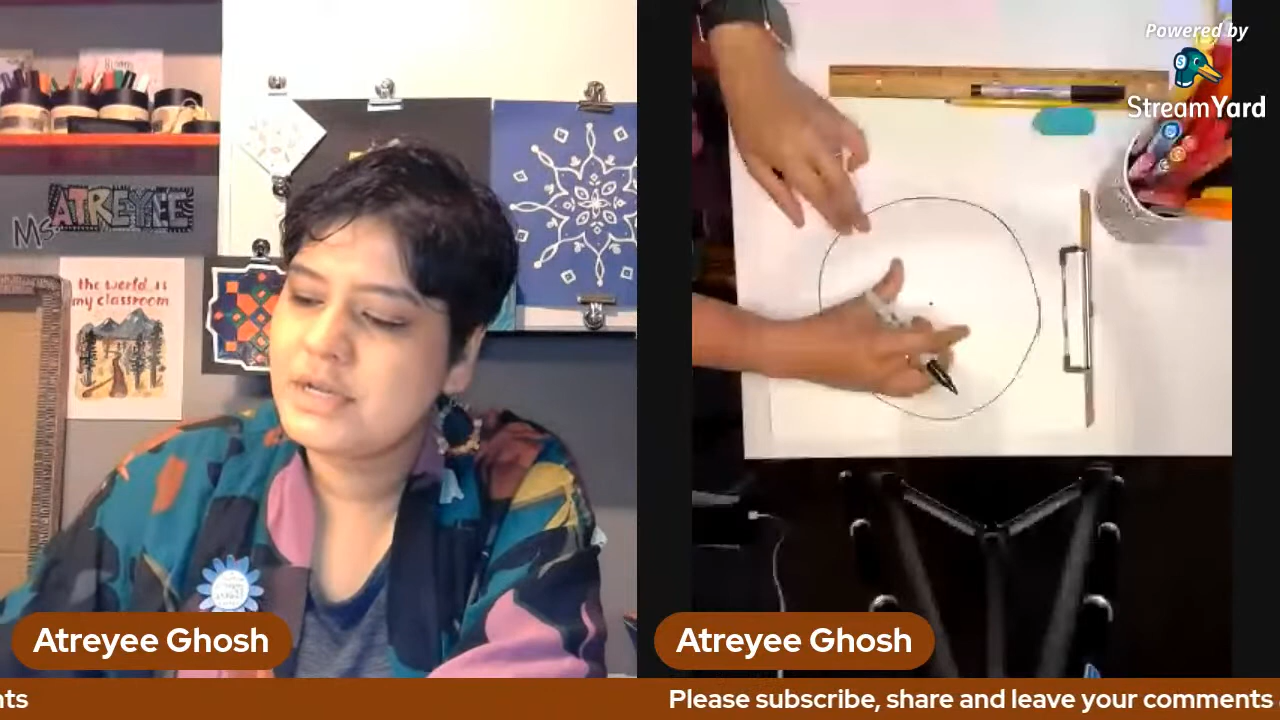 Powered by
StreamYard
Ms. ATREYEE
the world is
my classroom
Atreyee Ghosh
Atreyee Ghosh
nts
Please subscribe, share and leave your comments